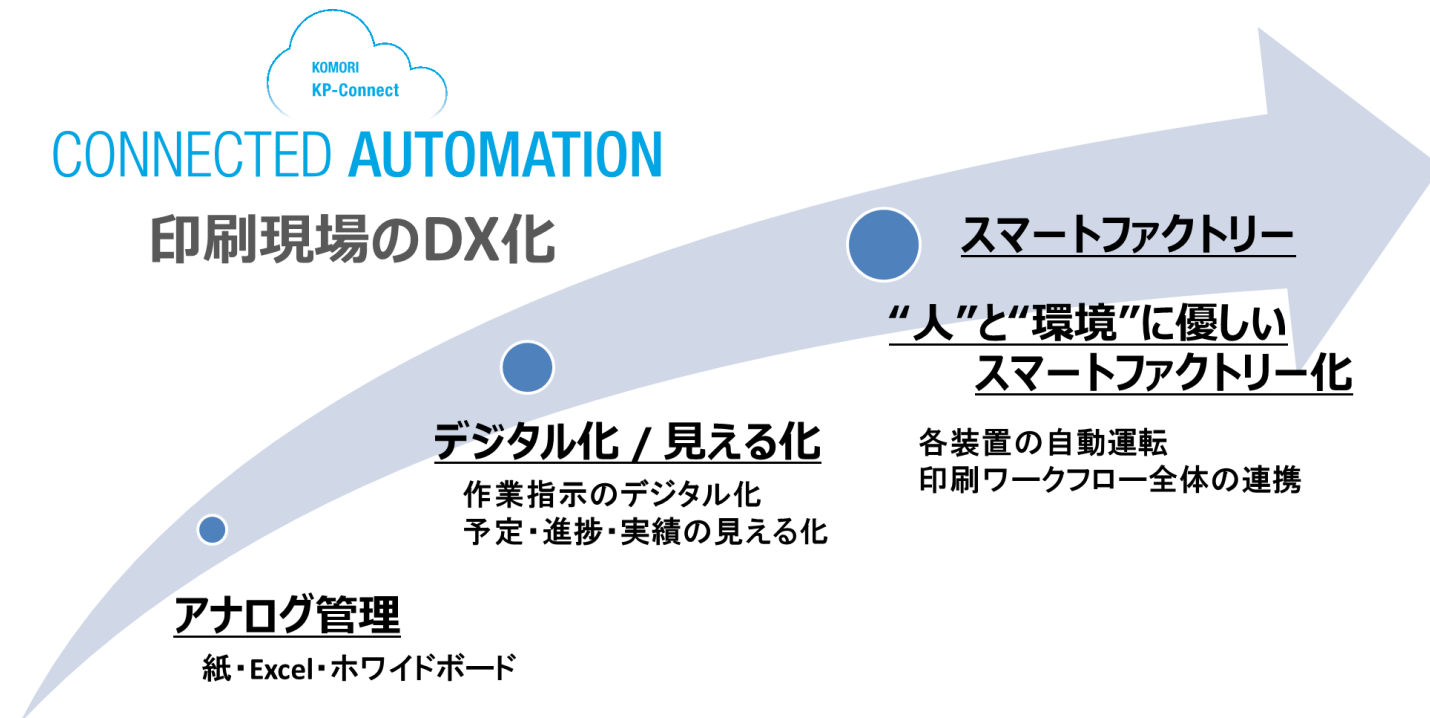 KOMORI
KP-Connect
CONNECTED AUTOMATION
印刷現場のDX化
スマートファクトリー
“人”と“環境”に優しい
スマートファクトリー化
各装置の自動運転
印刷ワークフロー全体の連携
デジタル化 / 見える化
作業指示のデジタル化
予定・進捗・実績の見える化
アナログ管理
紙・Excel・ホワイドボード